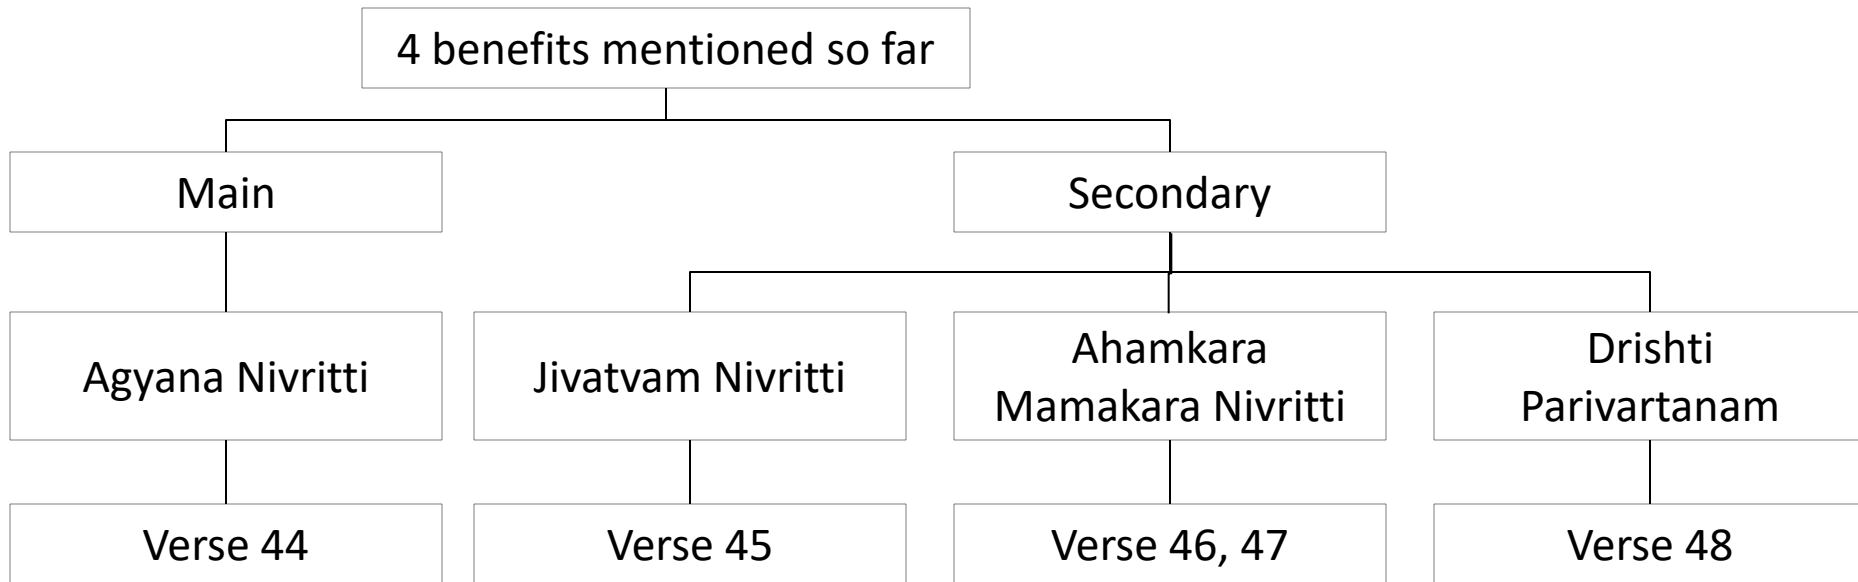 4 benefits mentioned so far
Main
Secondary
Agyana Nivritti
Jivatvam Nivritti
Ahamkara
Mamakara Nivritti
Drishti
Parivartanam
Verse 44
Verse 45
Verse 46, 47
Verse 48